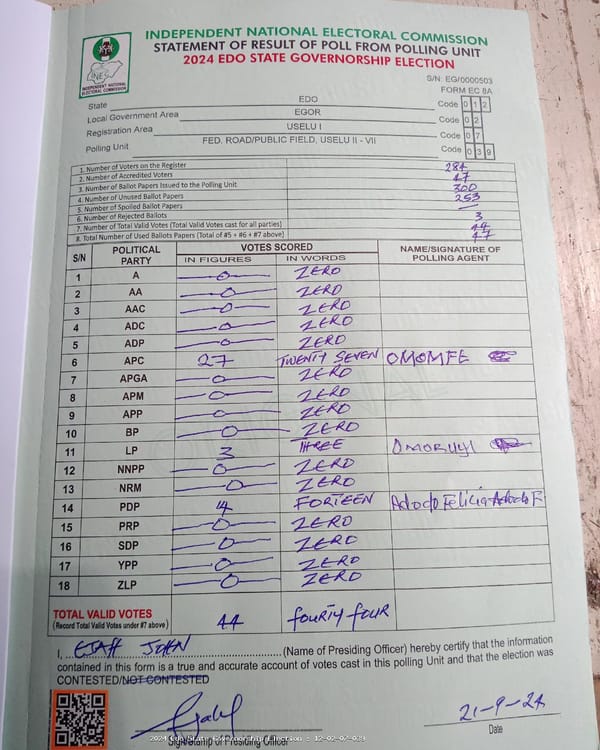 INDEPENDENT NATIONAL ELECTORAL COMMISSION
STATEMENT OF RESULT OF POLL FROM POLLING UNIT
2024 EDO STATE GOVERNORSHIP ELECTION
INEC
INDEPENDENT NATIONAL
ELECTORAL COMMISSION
S/N: EG/0000503
FORM EC 8A
State EDO Code 0 1 2
Local Government Area EGOR Code 0 2
Registration Area USELU I Code 0 7
Polling Unit FED. ROAD/PUBLIC FIELD, USELU II - VII Code 0 3 9
1. Number of Voters on the Register 284
2. Number of Accredited Voters 47
3. Number of Ballot Papers Issued to the Polling Unit 300
4. Number of Unused Ballot Papers 253
5. Number of Spoiled Ballot Papers —
6. Number of Rejected Ballots 3
7. Number of Total Valid Votes (Total Valid Votes cast for all parties) 44
8. Total Number of Used Ballots Papers (Total of #5 + #6 + #7 above) 47
S/N POLITICAL PARTY VOTES SCORED NAME/SIGNATURE OF POLLING AGENT
IN FIGURES IN WORDS
1 A 0 ZERO
2 AA 0 ZERO
3 AAC 0 ZERO
4 ADC 0 ZERO
5 ADP 0 ZERO
6 APC 27 TWENTY SEVEN OMOMFE
7 APGA 0 ZERO
8 APM 0 ZERO
9 APP 0 ZERO
10 BP 0 ZERO
11 LP 3 THREE OMORUYI
12 NNPP 0 ZERO
13 NRM 0 ZERO
14 PDP 14 FORTEEN Adodo Felicia Adodo F
15 PRP 0 ZERO
16 SDP 0 ZERO
17 YPP 0 ZERO
18 ZLP 0 ZERO
TOTAL VALID VOTES 44 FOURTY FOUR
(Record Total Valid Votes under #7 above)
I, JOHN (Name of Presiding Officer) hereby certify that the information
contained in this form is a true and accurate account of votes cast in this polling Unit and that the election was
CONTESTED/NOT CONTESTED
21-9-24
Signature/Stamp of Presiding Officer Date
2024 Edo State Governorship Election : 12-02-07-039